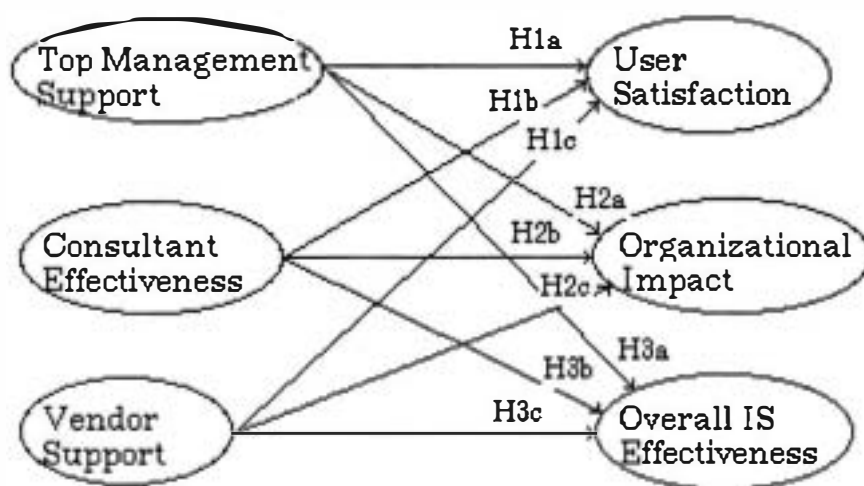 Top Management
Support
H1a
User
Satisfaction
H1b
H1c
H2a
Consultant
Effectiveness
H2b
Organizational
Impact
H2c
H3a
H3b
Vendor
Support
H3c
Overall IS
Effectiveness